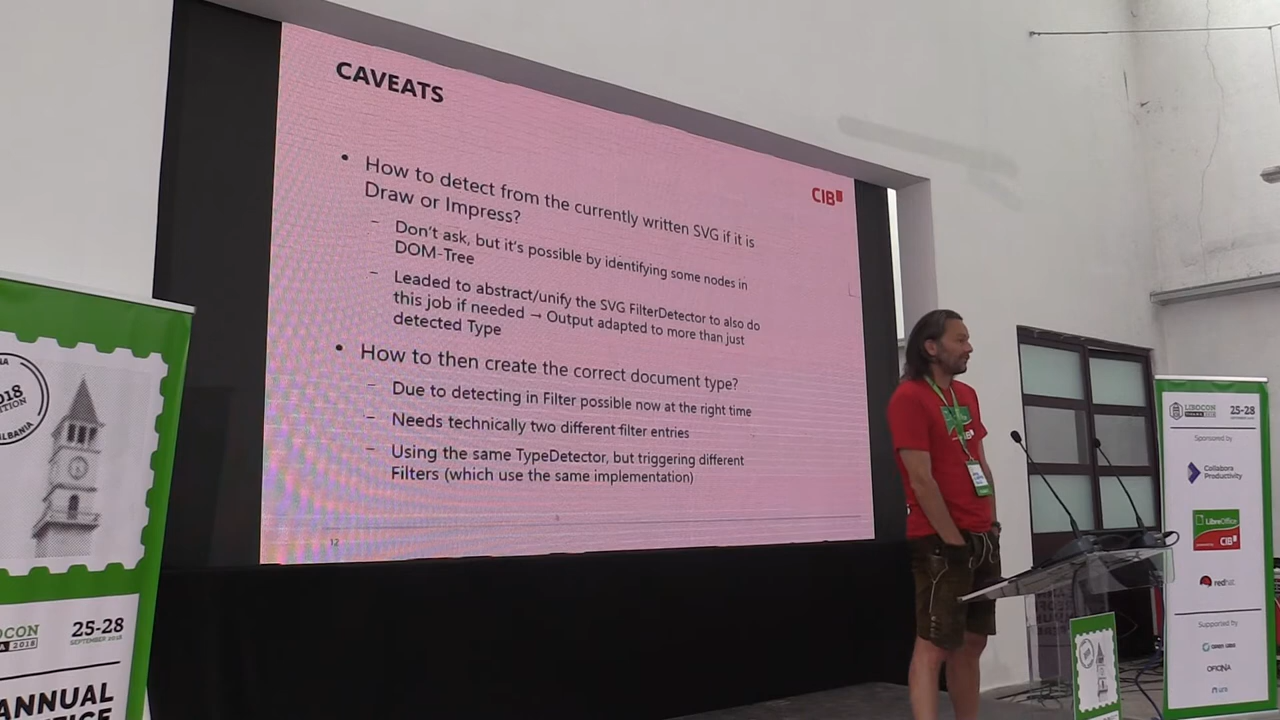 CAVEATS
CIB
• How to detect from the currently written SVG if it is
Draw or Impress?
– Don't ask, but it's possible by identifying some nodes in
DOM-Tree
– Leaded to abstract/unify the SVG FilterDetector to also do
this job if needed → Output adapted to more than just
detected Type
• How to then create the correct document type?
– Due to detecting in Filter possible now at the right time
– Needs technically two different filter entries
– Using the same TypeDetector, but triggering different
Filters (which use the same implementation)
12
2018
ALBANIA
OCON
2018
25-28
SEPTEMBER 2018
ANNUAL
LIBOCON
25-28
Sponsored by
Collabora
Productivity
LibreOffice
CIB
redhat
Supported by
OFICINA